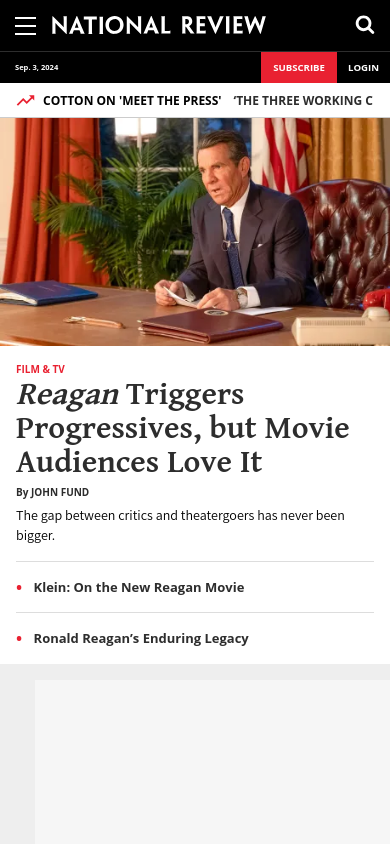 NATIONAL REVIEW
Sep. 3, 2024
SUBSCRIBE
LOGIN
COTTON ON 'MEET THE PRESS' ‘THE THREE WORKING C
FILM & TV
Reagan Triggers
Progressives, but Movie
Audiences Love It
By JOHN FUND
The gap between critics and theatergoers has never been
bigger.
• Klein: On the New Reagan Movie
• Ronald Reagan’s Enduring Legacy